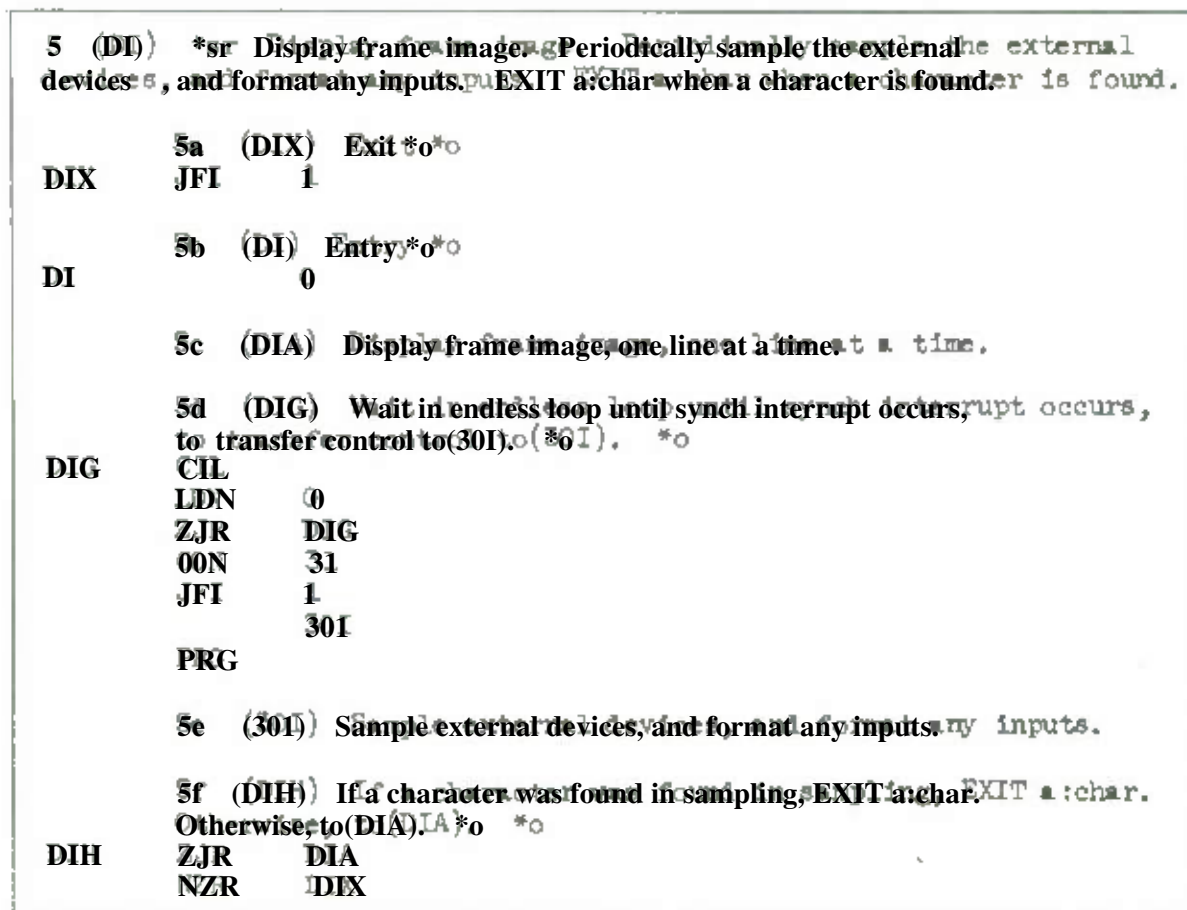 5 (DI) *sr Display frame image. Periodically sample the external
devices, and format any inputs. EXIT a:char when a character is found.
5a (DIX) Exit *o
DIX JFI 1
5b (DI) Entry *o
DI 0
5c (DIA) Display frame image, one line at a time.
5d (DIG) Wait in endless loop until synch interrupt occurs,
to transfer control to(30I). *o
DIG CIL
LDN 0
ZJR DIG
00N 31
JFI 1
30I
PRG
5e (30I) Sample external devices, and format any inputs.
5f (DIH) If a character was found in sampling, EXIT a:char.
Otherwise, to(DIA). *o
DIH ZJR DIA
NZR DIX